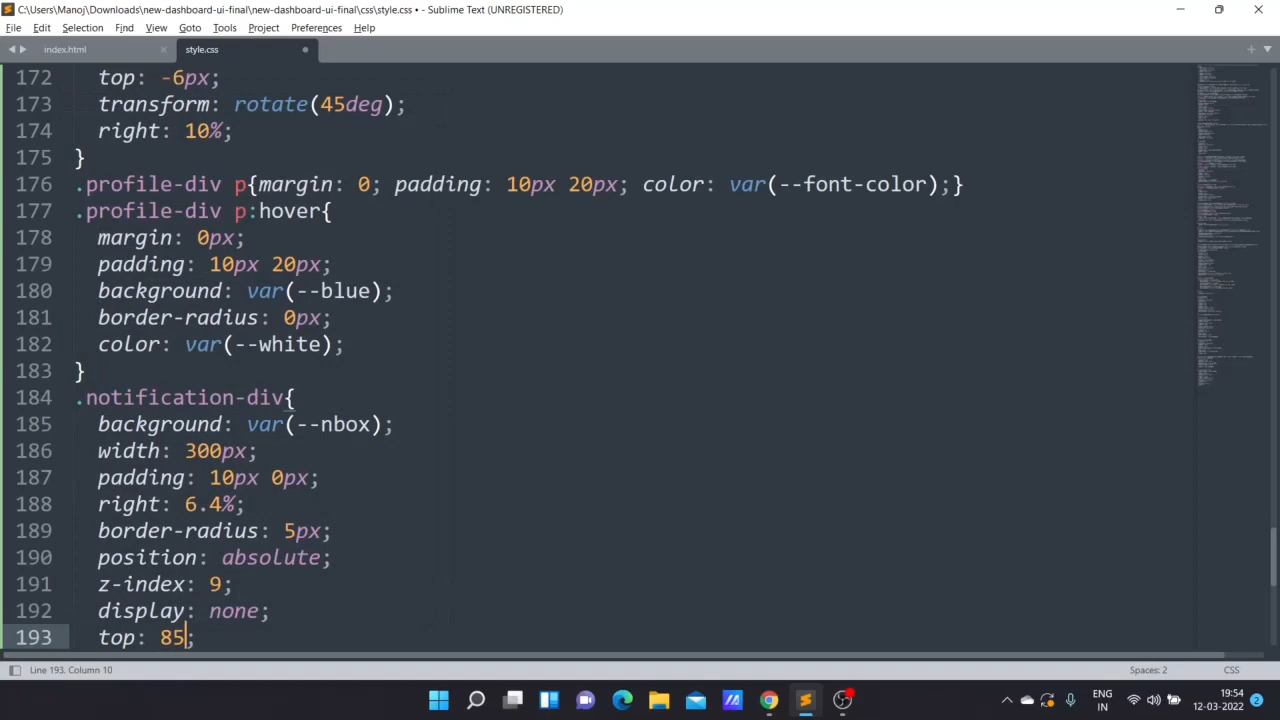 C:\Users\Manoj\Downloads\new-dashboard-ui-final\new-dashboard-ui-final\css\style.css • - Sublime Text (UNREGISTERED)
File Edit Selection Find View Goto Tools Project Preferences Help
index.html style.css
172 top: -6px;
173 transform: rotate(45deg);
174 right: 10%;
175 }
176 .profile-div p{margin: 0; padding: 10px 20px; color: var(--font-color);}
177 .profile-div p:hover{
178 margin: 0px;
179 padding: 10px 20px;
180 background: var(--blue);
181 border-radius: 0px;
182 color: var(--white);
183 }
184 .notification-div{
185 background: var(--nbox);
186 width: 300px;
187 padding: 10px 0px;
188 right: 6.4%;
189 border-radius: 5px;
190 position: absolute;
191 z-index: 9;
192 display: none;
193 top: 85;
Line 193, Column 10 Spaces: 2 CSS
ENG 19:54
IN 12-03-2022 2